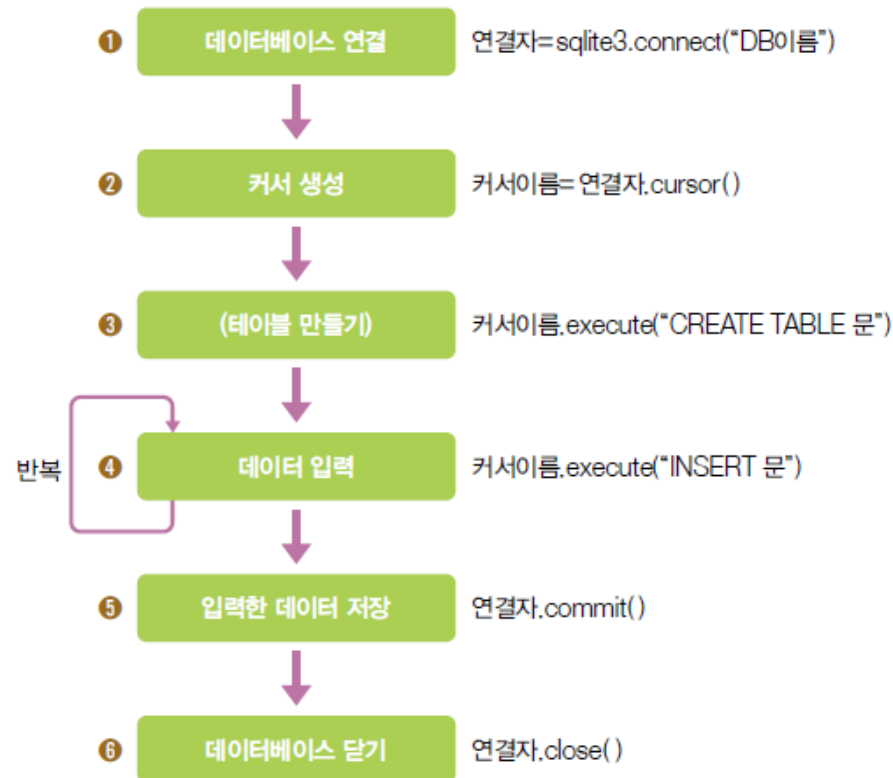 ❶ 데이터베이스 연결 연결자=sqlite3.connect(“DB이름”)
❷ 커서 생성 커서이름=연결자.cursor()
❸ (테이블 만들기) 커서이름.execute(“CREATE TABLE 문”)
반복 ❹ 데이터 입력 커서이름.execute(“INSERT 문”)
❺ 입력한 데이터 저장 연결자.commit()
❻ 데이터베이스 닫기 연결자.close()